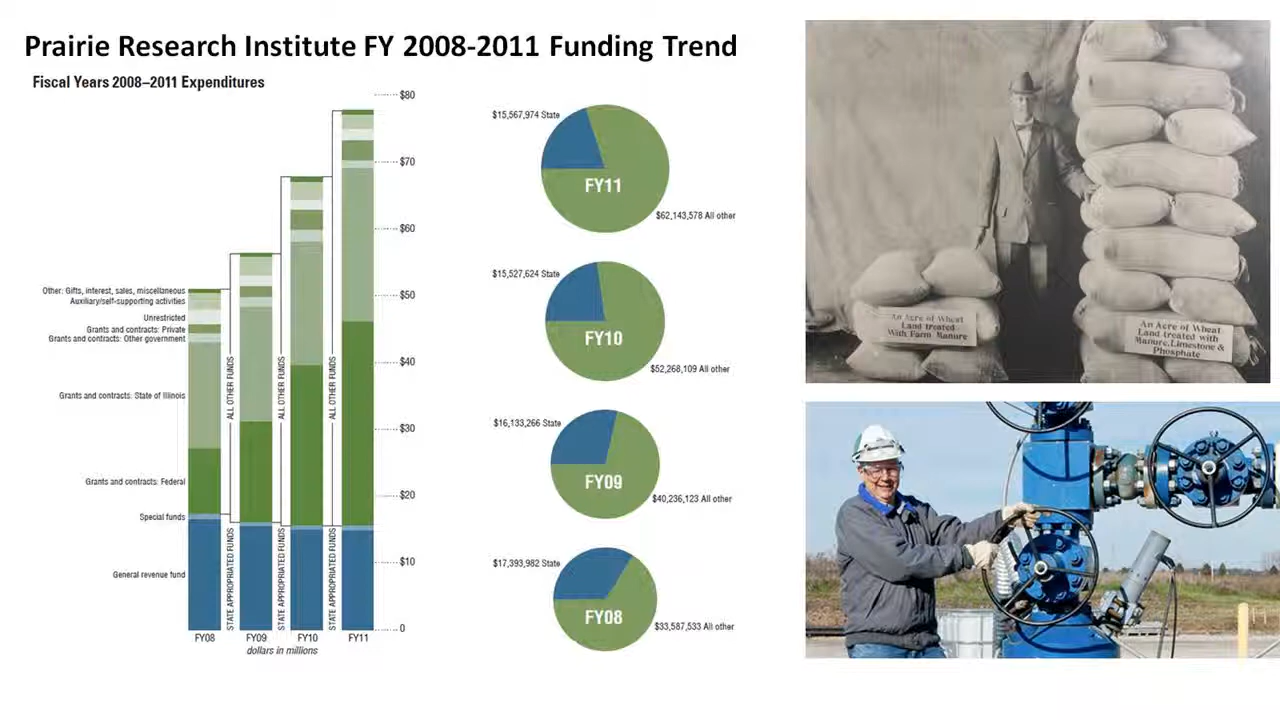 Prairie Research Institute FY 2008-2011 Funding Trend
Fiscal Years 2008–2011 Expenditures
$80
$70
$60
$50
$40
$30
$20
$10
0
Other: Gifts, interest, sales, miscellaneous
Auxiliary/self-supporting activities
Unrestricted
Grants and contracts: Private
Grants and contracts: Other government
Grants and contracts: State of Illinois
Grants and contracts: Federal
Special funds
General revenue fund
ALL OTHER FUNDS
ALL OTHER FUNDS
ALL OTHER FUNDS
STATE APPROPRIATED FUNDS
STATE APPROPRIATED FUNDS
STATE APPROPRIATED FUNDS
FY08
FY09
FY10
FY11
dollars in millions
$15,567,974 State
FY11
$62,143,578 All other
$15,527,624 State
FY10
$52,268,109 All other
$16,133,266 State
FY09
$40,236,123 All other
$17,393,982 State
FY08
$33,587,533 All other
An Acre of Wheat
Land treated
With Farm Manure
An Acre of Wheat
Land treated with
Manure, Limestone &
Phosphate